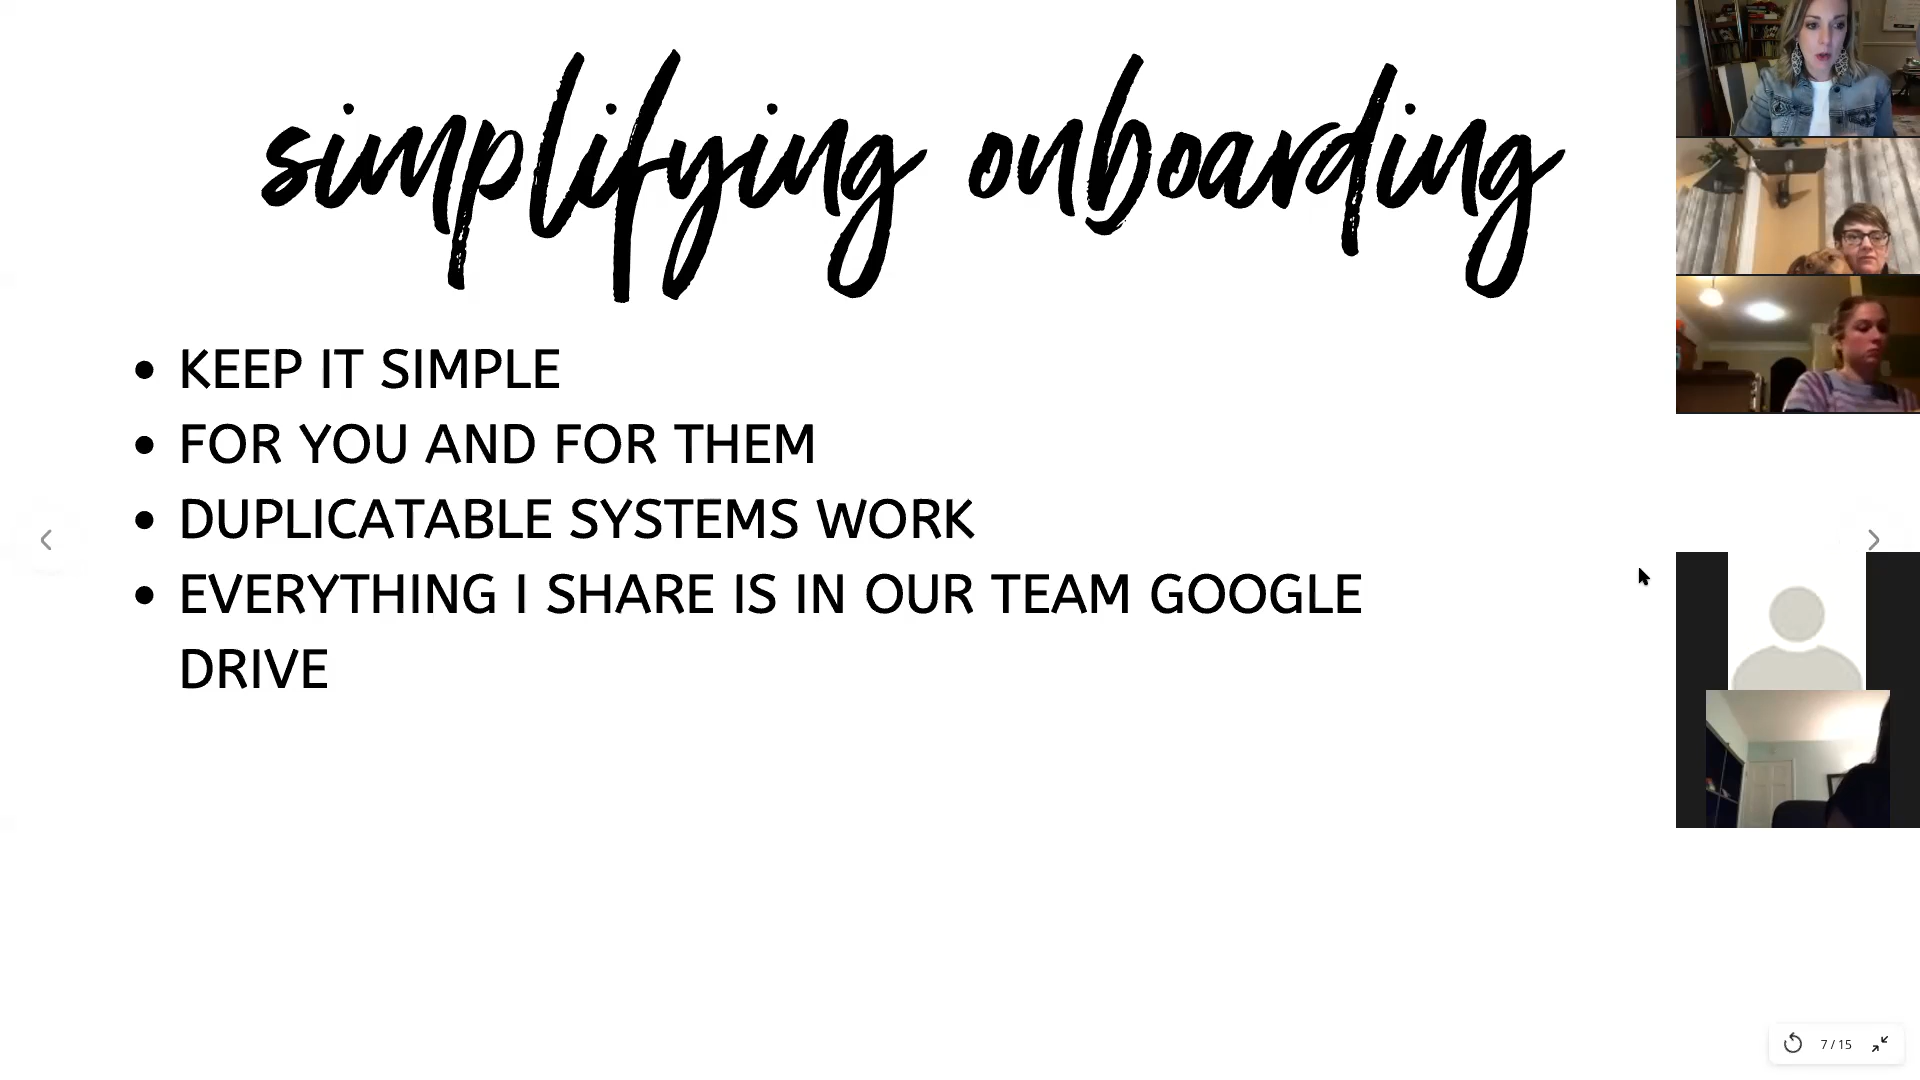 simplifying onboarding
• KEEP IT SIMPLE
• FOR YOU AND FOR THEM
• DUPLICATABLE SYSTEMS WORK
• EVERYTHING I SHARE IS IN OUR TEAM GOOGLE
DRIVE
7 / 15